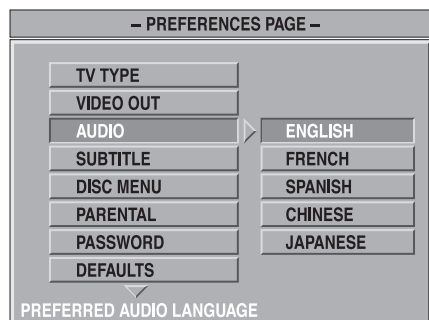 – PREFERENCES PAGE –
TV TYPE
VIDEO OUT
AUDIO
SUBTITLE
DISC MENU
PARENTAL
PASSWORD
DEFAULTS
ENGLISH
FRENCH
SPANISH
CHINESE
JAPANESE
PREFERRED AUDIO LANGUAGE